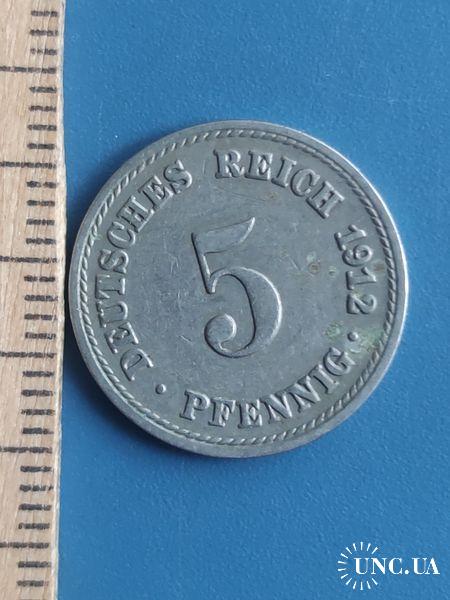 DEUTSCHES REICH 1912
5
· PFENNIG ·
UNC.UA